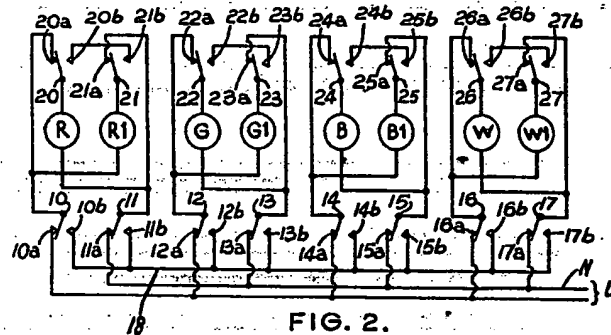 20a 20b 21b 22a 22b 23b 24a 24b 25b 26a 26b 27b
20 21a 21 22 23a 23 24 25a 25 26 27a 27
R R1 G G1 B B1 W W1
10 11 12 13 14 15 16 17
10a 10b 11a 11b 12a 12b 13a 13b 14a 14b 15a 15b 16a 16b 17a 17b
N
L
18
FIG. 2.